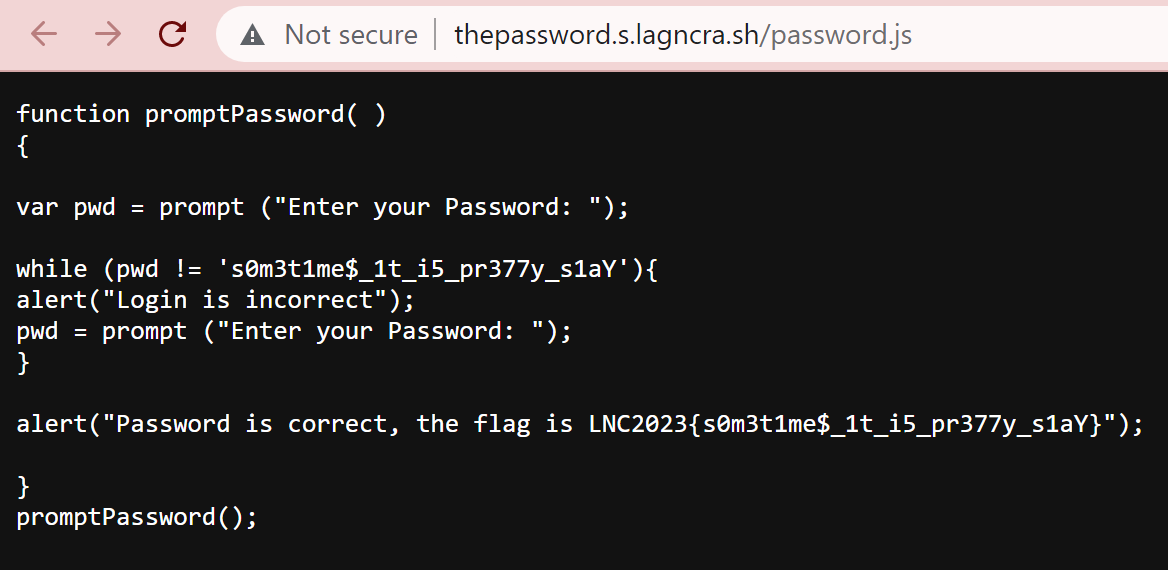 Not secure thepassword.s.lagncra.sh/password.js
function promptPassword( )
{
var pwd = prompt ("Enter your Password: ");
while (pwd != 's0m3t1me$_1t_i5_pr377y_s1aY'){
alert("Login is incorrect");
pwd = prompt ("Enter your Password: ");
}
alert("Password is correct, the flag is LNC2023{s0m3t1me$_1t_i5_pr377y_s1aY}");
}
promptPassword();